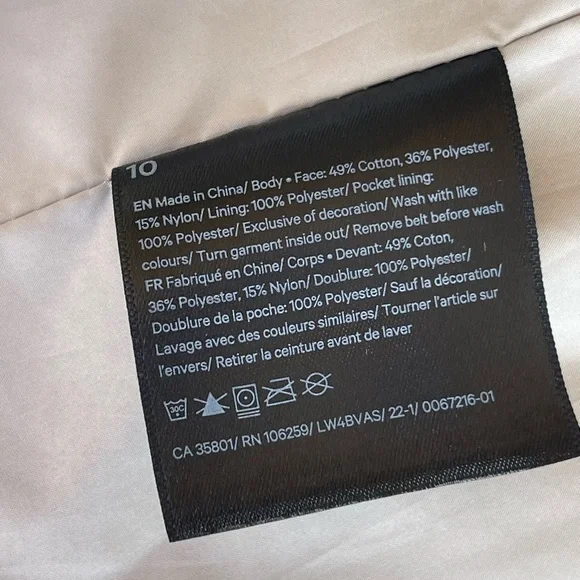 10
EN Made in China/ Body • Face: 49% Cotton, 36% Polyester,
15% Nylon/ Lining: 100% Polyester/ Pocket lining:
100% Polyester/ Exclusive of decoration/ Wash with like
colours/ Turn garment inside out/ Remove belt before wash
FR Fabriqué en Chine/ Corps • Devant: 49% Coton,
36% Polyester, 15% Nylon/ Doublure: 100% Polyester/
Doublure de la poche: 100% Polyester/ Sauf la décoration/
Lavage avec des couleurs similaires/ Tourner l'article sur
l'envers/ Retirer la ceinture avant de laver
30C
CA 35801/ RN 106259/ LW4BVAS/ 22-1/ 0067216-01